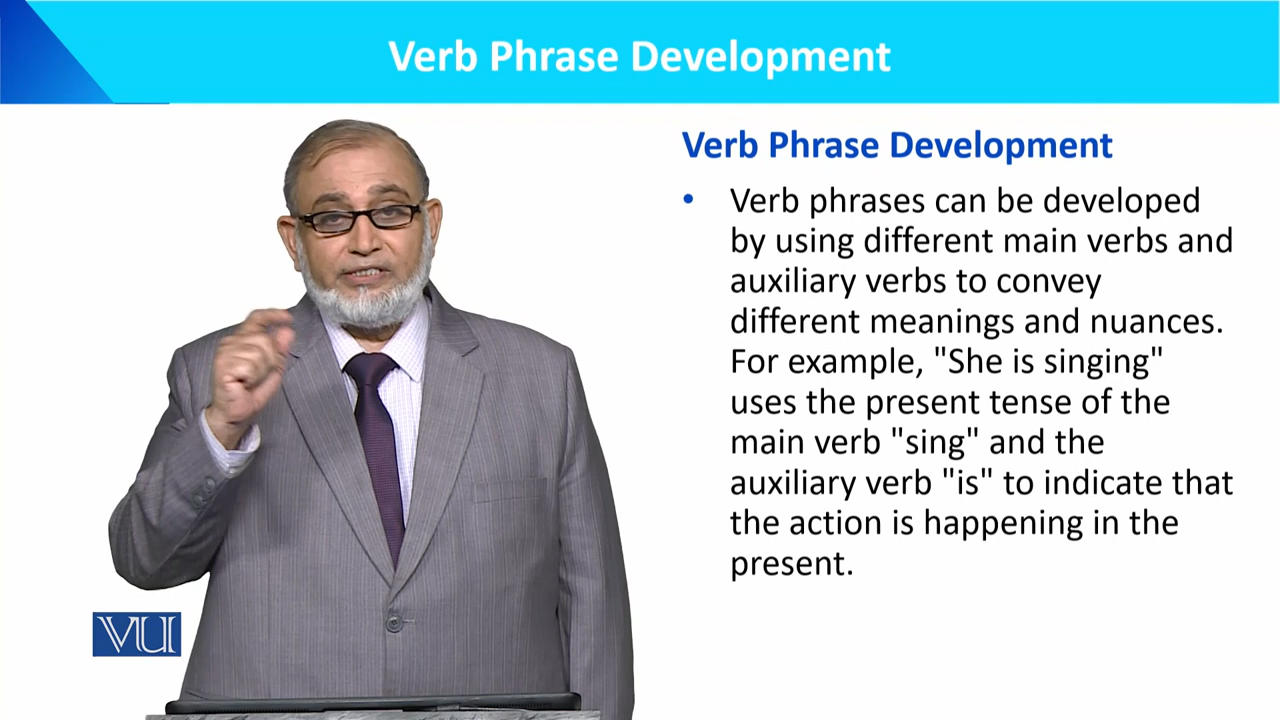 Verb Phrase Development
Verb Phrase Development
• Verb phrases can be developed
by using different main verbs and
auxiliary verbs to convey
different meanings and nuances.
For example, "She is singing"
uses the present tense of the
main verb "sing" and the
auxiliary verb "is" to indicate that
the action is happening in the
present.
VU